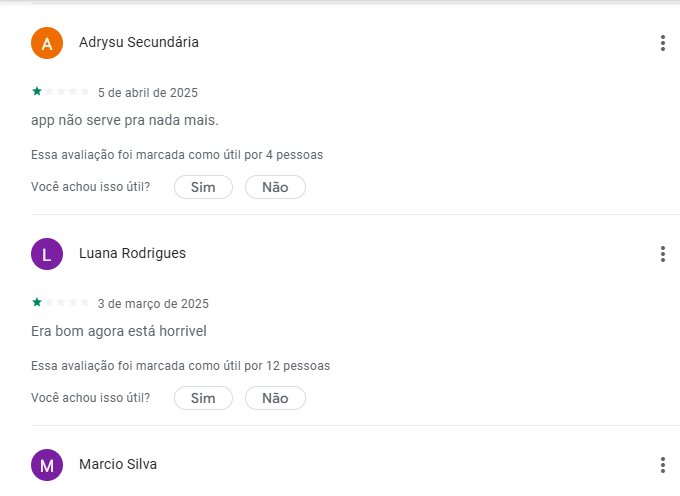 A
Adrysu Secundária
5 de abril de 2025
app não serve pra nada mais.
Essa avaliação foi marcada como útil por 4 pessoas
Você achou isso útil? Sim Não
L
Luana Rodrigues
3 de março de 2025
Era bom agora está horrivel
Essa avaliação foi marcada como útil por 12 pessoas
Você achou isso útil? Sim Não
M
Marcio Silva